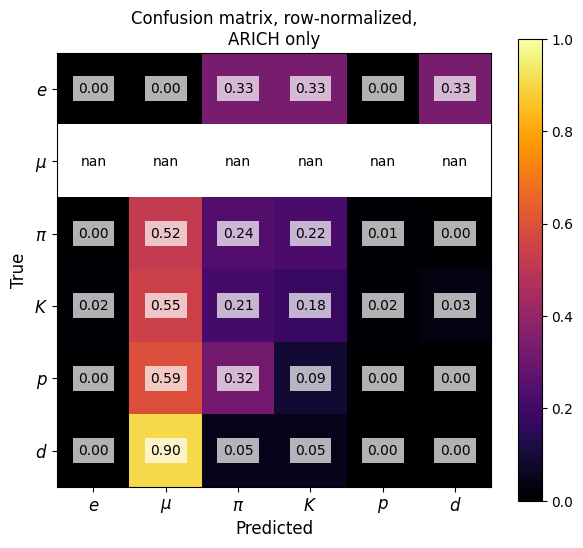 Confusion matrix, row-normalized,
ARICH only
1.0
e 0.00 0.00 0.33 0.33 0.00 0.33
μ nan nan nan nan nan nan
0.8
π 0.00 0.52 0.24 0.22 0.01 0.00
0.6
True
K 0.02 0.55 0.21 0.18 0.02 0.03
0.4
p 0.00 0.59 0.32 0.09 0.00 0.00
0.2
d 0.00 0.90 0.05 0.05 0.00 0.00
0.0
e μ π K p d
Predicted